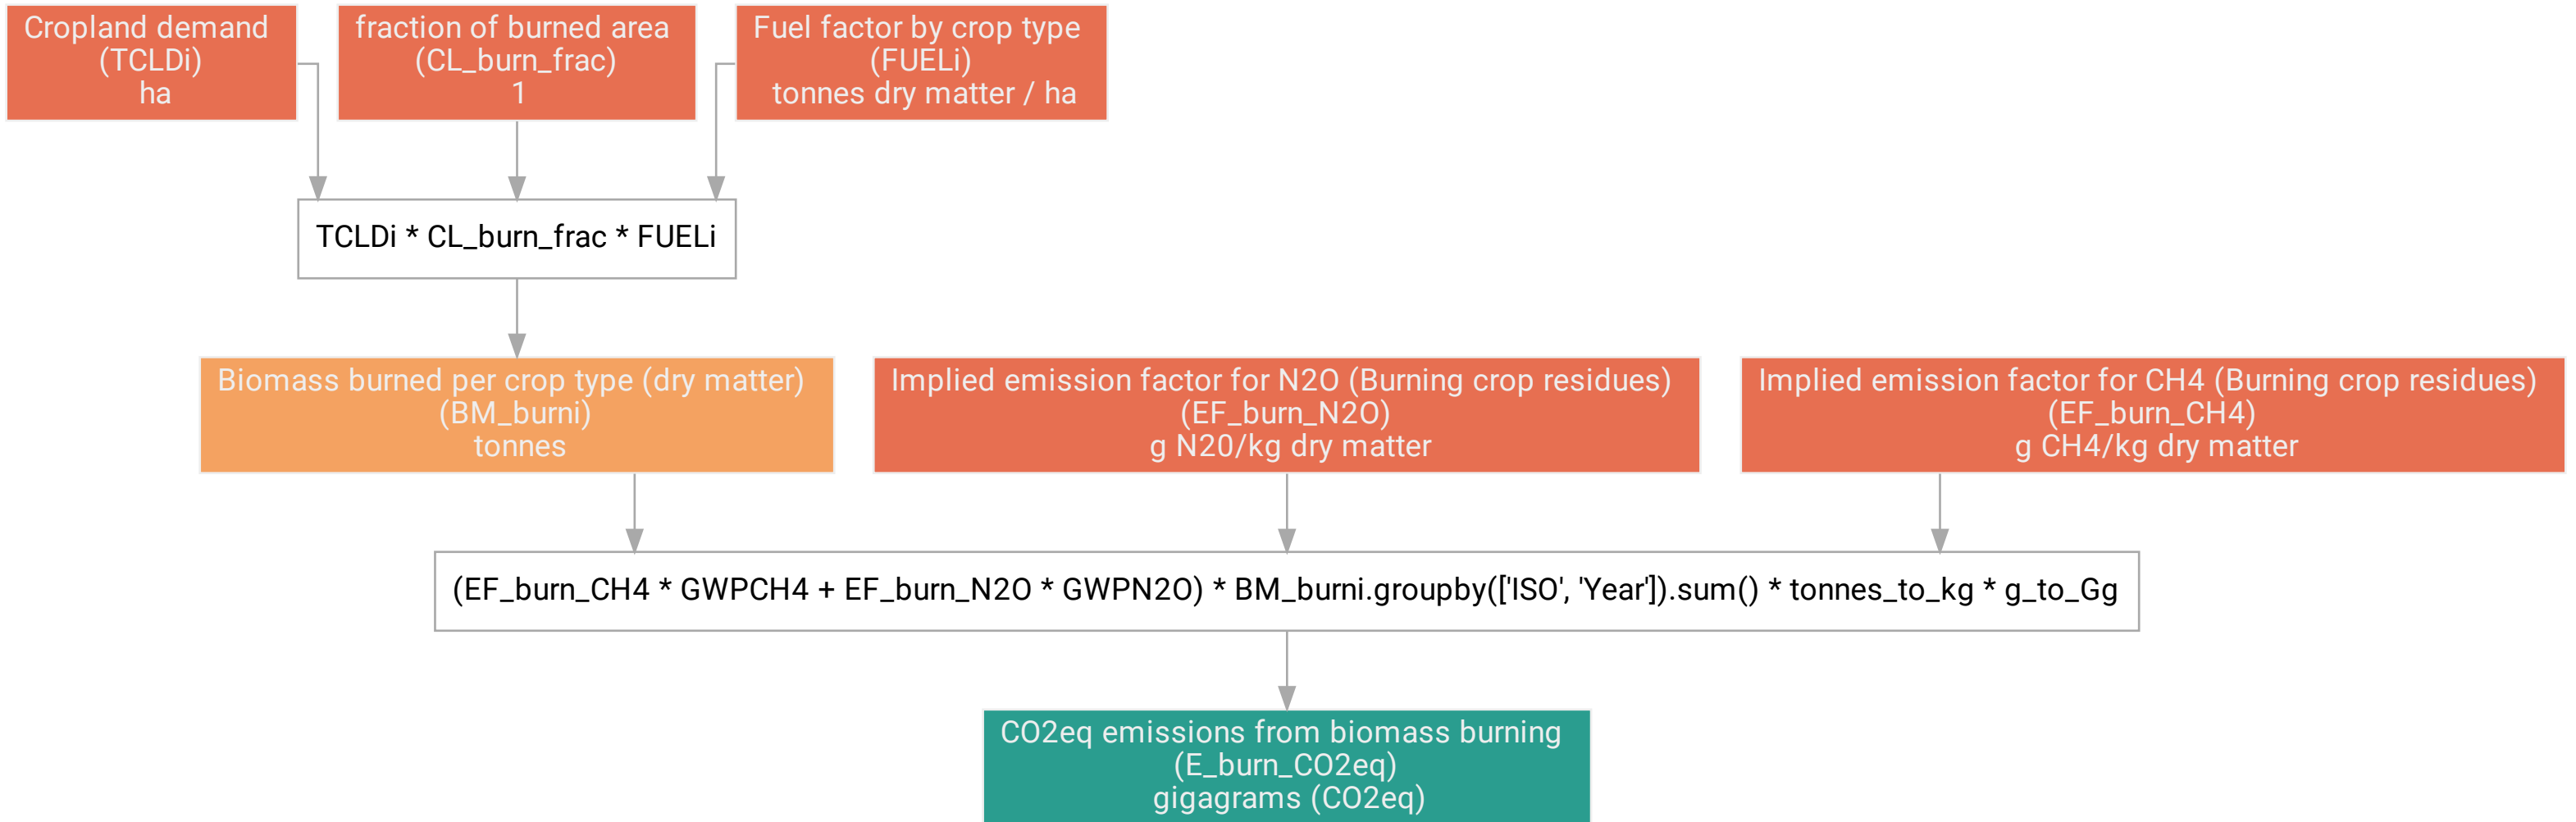 Cropland demand
(TCLDi)
ha
fraction of burned area
(CL_burn_frac)
1
Fuel factor by crop type
(FUELi)
tonnes dry matter / ha
TCLDi * CL_burn_frac * FUELi
Biomass burned per crop type (dry matter)
(BM_burni)
tonnes
Implied emission factor for N2O (Burning crop residues)
(EF_burn_N2O)
g N20/kg dry matter
Implied emission factor for CH4 (Burning crop residues)
(EF_burn_CH4)
g CH4/kg dry matter
(EF_burn_CH4 * GWPCH4 + EF_burn_N2O * GWPN2O) * BM_burni.groupby(['ISO', 'Year']).sum() * tonnes_to_kg * g_to_Gg
CO2eq emissions from biomass burning
(E_burn_CO2eq)
gigagrams (CO2eq)